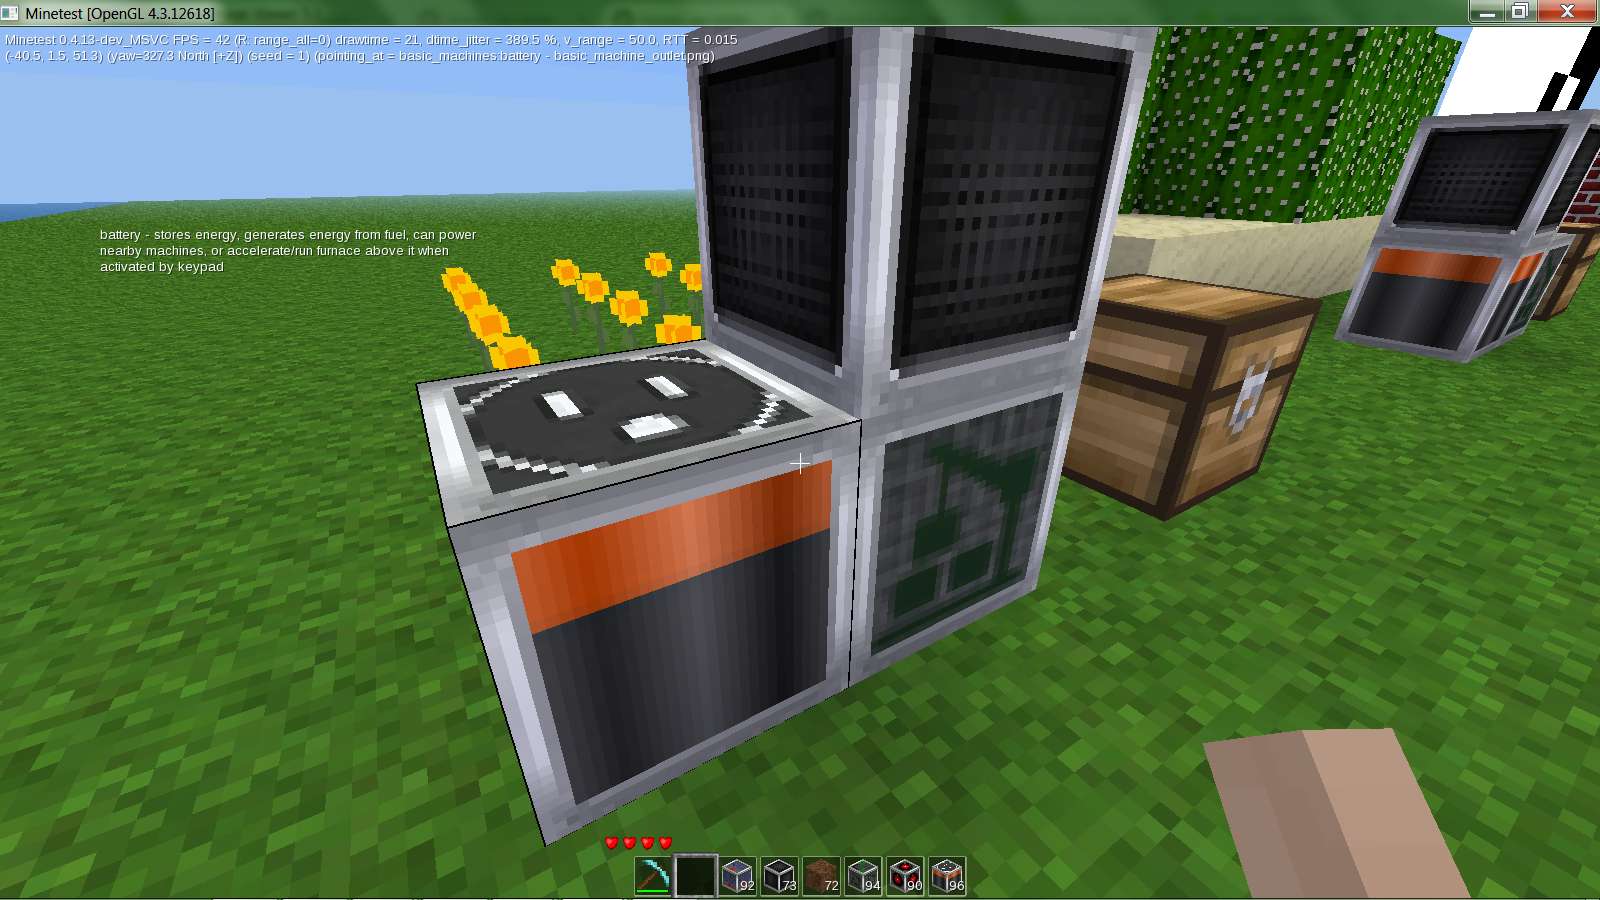 Minetest [OpenGL 4.3.12618]
Minetest 0.4.13-dev_MSVC FPS = 42 (R: range_all=0) drawtime = 21, dtime_jitter = 389.5 %, v_range = 50.0, RTT = 0.015
(-40.5, 1.5, 51.3) (yaw=327.3 North [+Z]) (seed = 1) (pointing_at = basic_machines:battery - basic_machine_outlet.png)
battery - stores energy, generates energy from fuel, can power
nearby machines, or accelerate/run furnace above it when
activated by keypad
92 73 72 94 90 96